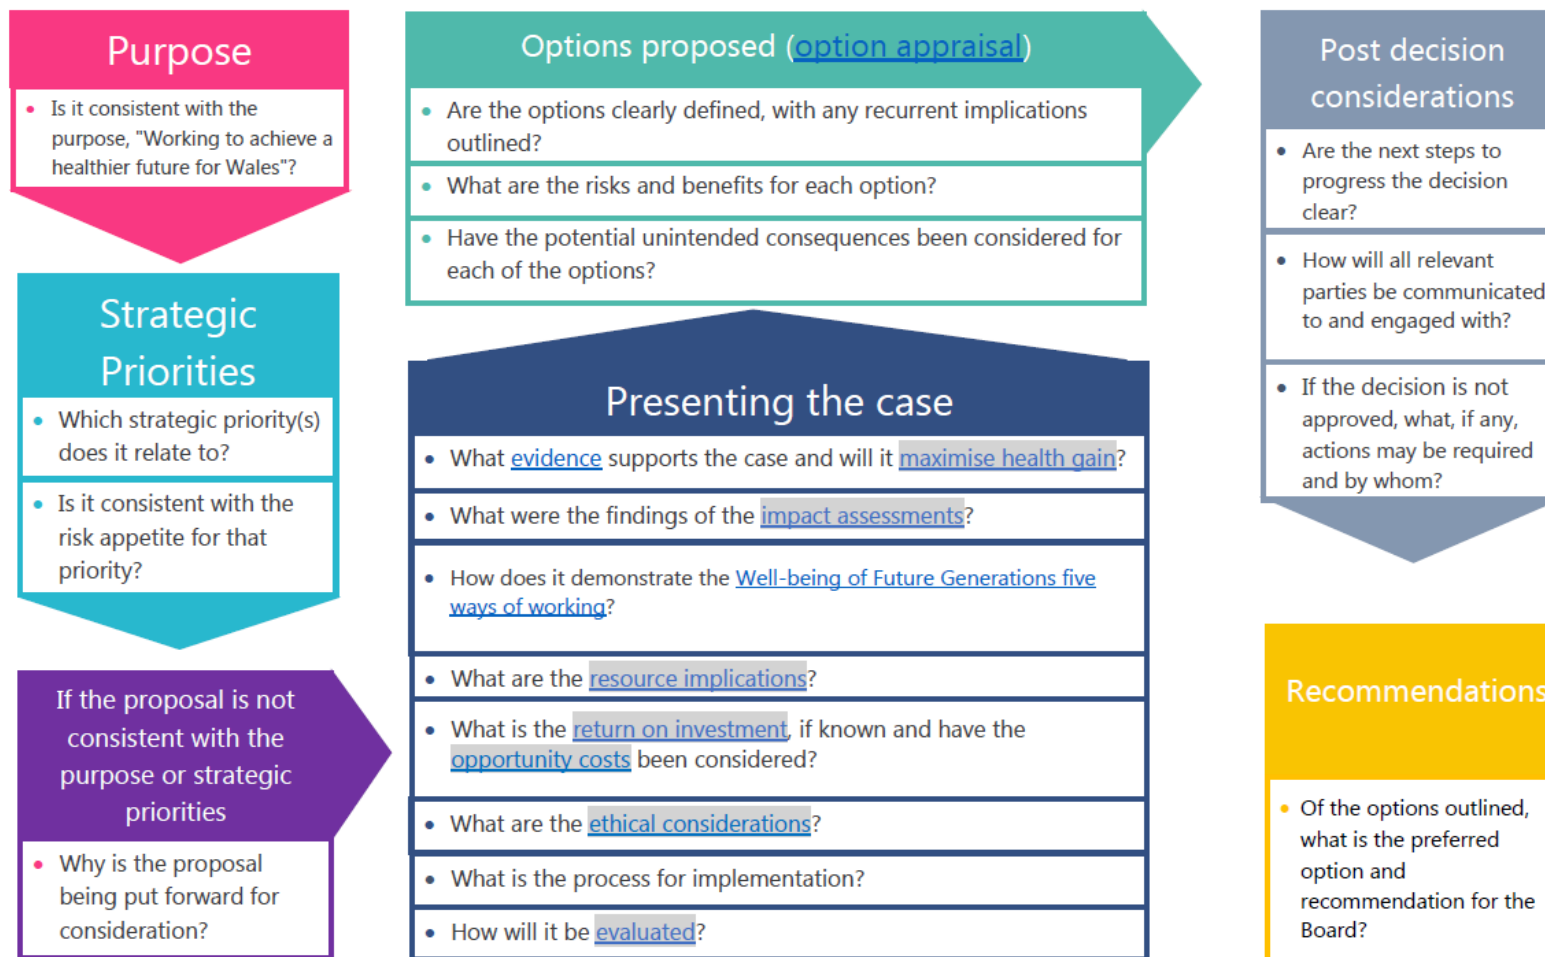 Purpose
• Is it consistent with the
purpose, "Working to achieve a
healthier future for Wales"?
Strategic
Priorities
• Which strategic priority(s)
does it relate to?
• Is it consistent with the
risk appetite for that
priority?
If the proposal is not
consistent with the
purpose or strategic
priorities
• Why is the proposal
being put forward for
consideration?
Options proposed (option appraisal)
• Are the options clearly defined, with any recurrent implications
outlined?
• What are the risks and benefits for each option?
• Have the potential unintended consequences been considered for
each of the options?
Presenting the case
• What evidence supports the case and will it maximise health gain?
• What were the findings of the impact assessments?
• How does it demonstrate the Well-being of Future Generations five
ways of working?
• What are the resource implications?
• What is the return on investment, if known and have the
opportunity costs been considered?
• What are the ethical considerations?
• What is the process for implementation?
• How will it be evaluated?
Post decision
considerations
• Are the next steps to
progress the decision
clear?
• How will all relevant
parties be communicated
to and engaged with?
• If the decision is not
approved, what, if any,
actions may be required
and by whom?
Recommendations
• Of the options outlined,
what is the preferred
option and
recommendation for the
Board?